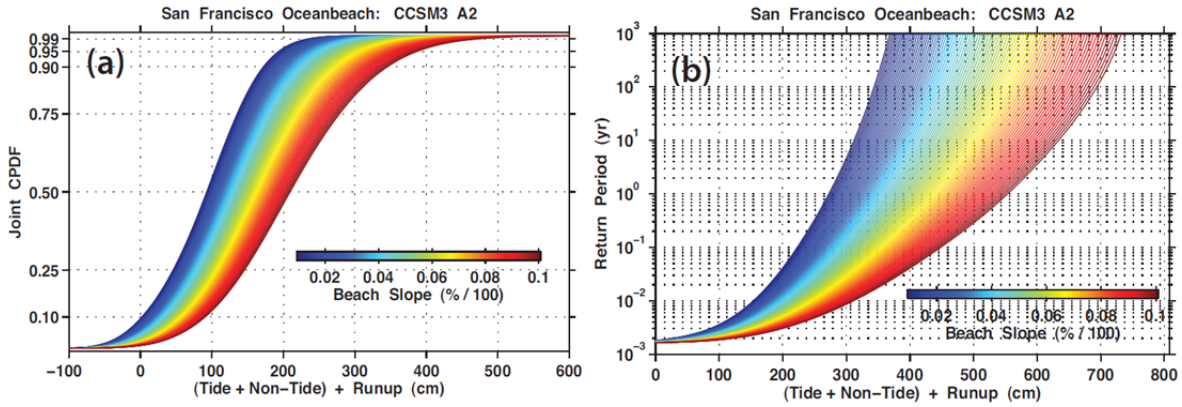 San Francisco Oceanbeach: CCSM3 A2
(a)
Joint CPDF
0.99
0.95
0.90
0.75
0.50
0.25
0.10
0.02 0.04 0.06 0.08 0.1
Beach Slope (% / 100)
-100 0 100 200 300 400 500 600
(Tide + Non-Tide) + Runup (cm)
San Francisco Oceanbeach: CCSM3 A2
(b)
Return Period (yr)
10³
10²
10¹
10⁰
10⁻¹
10⁻²
10⁻³
0.02 0.04 0.06 0.08 0.1
Beach Slope (% / 100)
0 100 200 300 400 500 600 700 800
(Tide + Non-Tide) + Runup (cm)